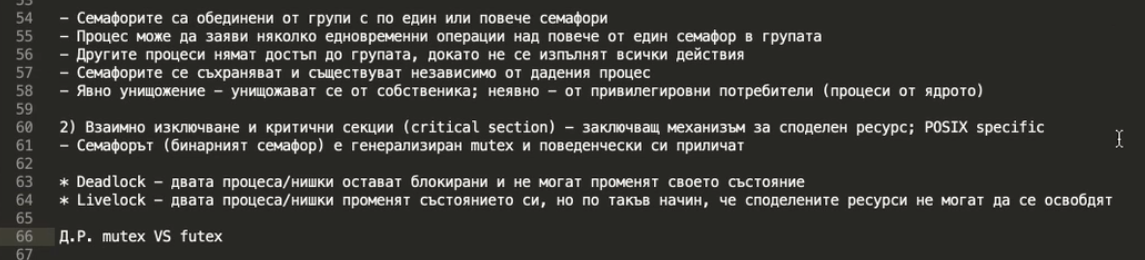 53
54 – Семафорите са обединени от групи с по един или повече семафори
55 – Процес може да заяви няколко едновременни операции над повече от един семафор в групата
56 – Другите процеси нямат достъп до групата, докато не се изпълнят всички действия
57 – Семафорите се съхраняват и съществуват независимо от дадения процес
58 – Явно унищожение – унищожават се от собственика; неявно – от привилегировни потребители (процеси от ядрото)
59
60 2) Взаимно изключване и критични секции (critical section) – заключващ механизъм за споделен ресурс; POSIX specific
61 – Семафорът (бинарният семафор) е генерализиран mutex и поведенчески си приличат
62
63 * Deadlock – двата процеса/нишки остават блокирани и не могат променят своето състояние
64 * Livelock – двата процеса/нишки променят състоянието си, но по такъв начин, че споделените ресурси не могат да се освобдят
65
66 Д.Р. mutex VS futex
67